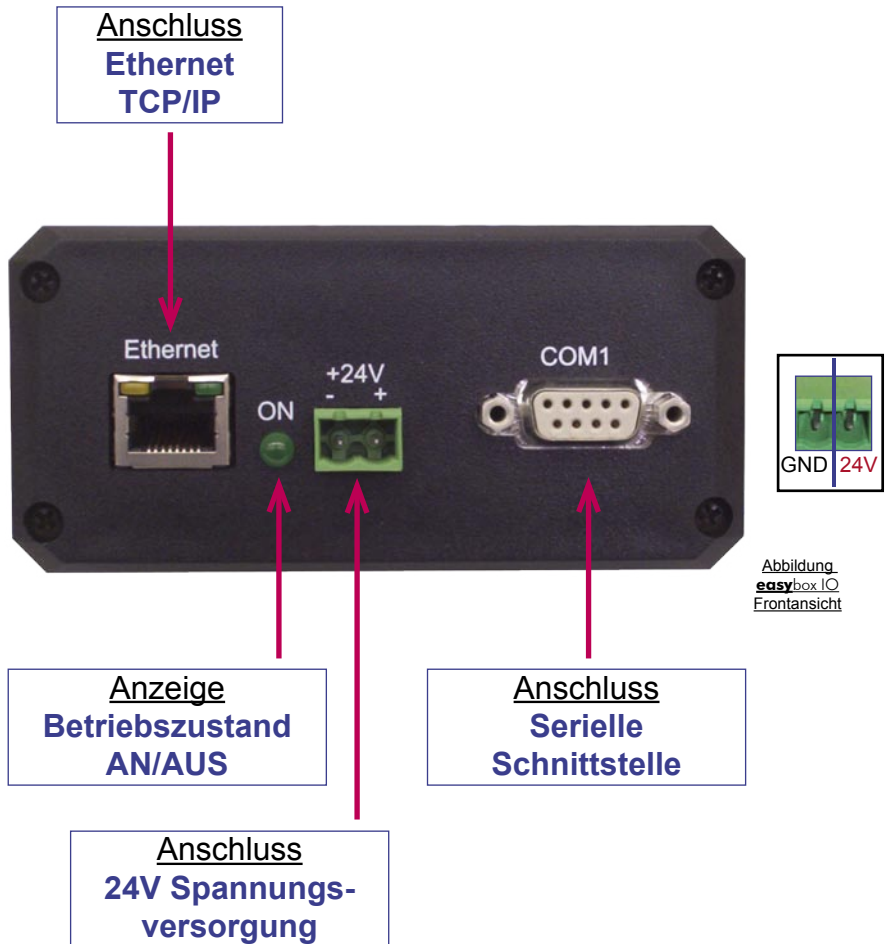 Anschluss
Ethernet
TCP/IP
Ethernet
ON
+24V
- +
COM1
GND 24V
Abbildung
easybox IO
Frontansicht
Anzeige
Betriebszustand
AN/AUS
Anschluss
Serielle
Schnittstelle
Anschluss
24V Spannungs-
versorgung